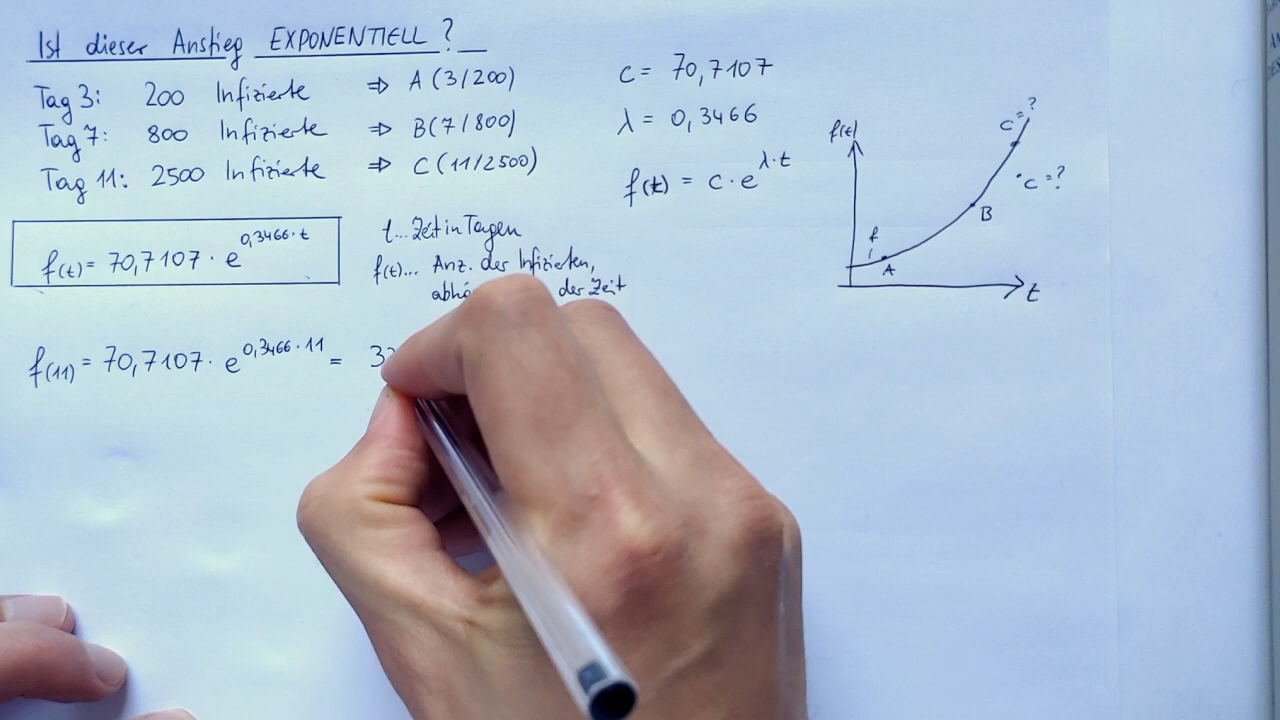 Ist dieser Anstieg EXPONENTIELL?
Tag 3: 200 Infizierte ⇒ A (3/200)
Tag 7: 800 Infizierte ⇒ B(7/800)
Tag 11: 2500 Infizierte ⇒ C (11/2500)
f(t) = 70,7107 · e^0,3466·t
t... Zeit in Tagen
f(t)... Anz. der Infizierten,
der Zeit
f(11) = 70,7107 · e^0,3466·11 =
c = 70,7107
λ = 0,3466
f(t) = c · e^λ·t
f(t)
C=?
c=?
B
f
A
t